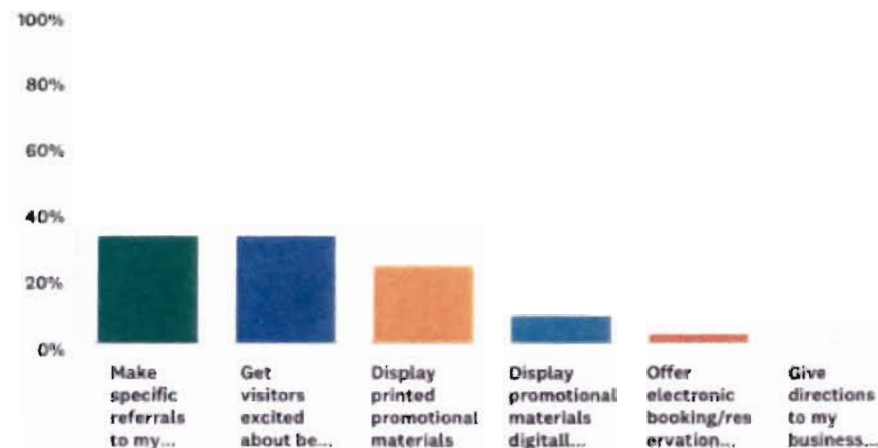 100%
80%
60%
40%
20%
0%
Make
specific
referrals
to my...
Get
visitors
excited
about be...
Display
printed
promotional
materials
Display
promotional
materials
digitall...
Offer
electronic
booking/res
ervation...
Give
directions
to my
business...